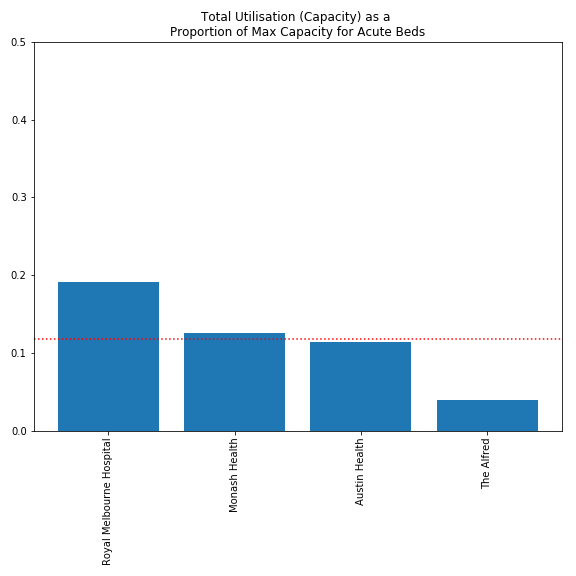 Total Utilisation (Capacity) as a
Proportion of Max Capacity for Acute Beds
0.5
0.4
0.3
0.2
0.1
0.0
Royal Melbourne Hospital
Monash Health
Austin Health
The Alfred